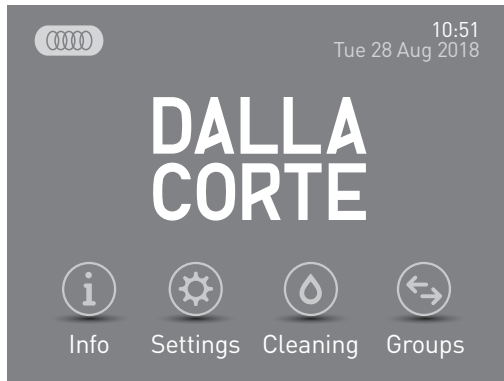 10:51
Tue 28 Aug 2018
DALLA
CORTE
Info Settings Cleaning Groups